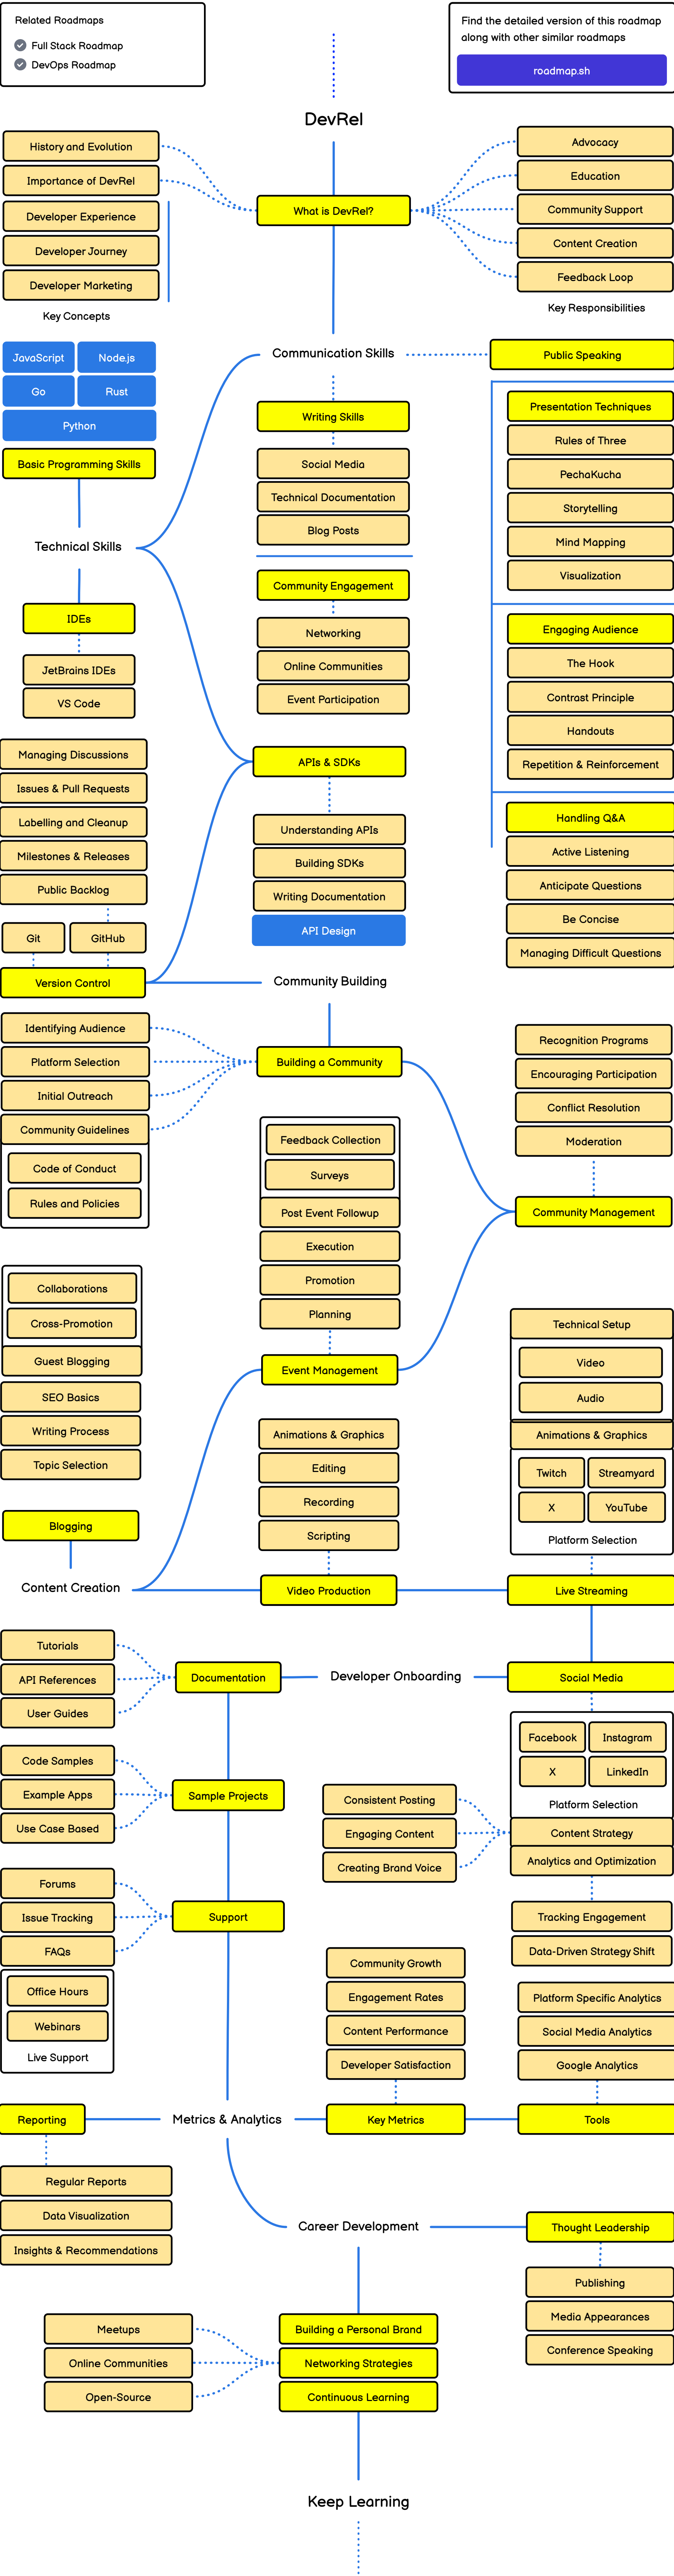 Related Roadmaps
Full Stack Roadmap
DevOps Roadmap
Find the detailed version of this roadmap
along with other similar roadmaps
roadmap.sh
DevRel
History and Evolution
Importance of DevRel
Developer Experience
Developer Journey
Developer Marketing
Key Concepts
What is DevRel?
Advocacy
Education
Community Support
Content Creation
Feedback Loop
Key Responsibilities
JavaScript
Node.js
Go
Rust
Python
Basic Programming Skills
Technical Skills
IDEs
JetBrains IDEs
VS Code
Communication Skills
Writing Skills
Social Media
Technical Documentation
Blog Posts
Community Engagement
Networking
Online Communities
Event Participation
Public Speaking
Presentation Techniques
Rules of Three
PechaKucha
Storytelling
Mind Mapping
Visualization
Engaging Audience
The Hook
Contrast Principle
Handouts
Repetition & Reinforcement
Handling Q&A
Active Listening
Anticipate Questions
Be Concise
Managing Difficult Questions
APIs & SDKs
Understanding APIs
Building SDKs
Writing Documentation
API Design
Managing Discussions
Issues & Pull Requests
Labelling and Cleanup
Milestones & Releases
Public Backlog
Git
GitHub
Version Control
Community Building
Identifying Audience
Platform Selection
Initial Outreach
Community Guidelines
Code of Conduct
Rules and Policies
Building a Community
Recognition Programs
Encouraging Participation
Conflict Resolution
Moderation
Community Management
Feedback Collection
Surveys
Post Event Followup
Execution
Promotion
Planning
Event Management
Collaborations
Cross-Promotion
Guest Blogging
SEO Basics
Writing Process
Topic Selection
Blogging
Content Creation
Animations & Graphics
Editing
Recording
Scripting
Video Production
Technical Setup
Video
Audio
Animations & Graphics
Twitch
Streamyard
X
YouTube
Platform Selection
Live Streaming
Tutorials
API References
User Guides
Documentation
Developer Onboarding
Social Media
Facebook
Instagram
X
LinkedIn
Platform Selection
Content Strategy
Analytics and Optimization
Consistent Posting
Engaging Content
Creating Brand Voice
Tracking Engagement
Data-Driven Strategy Shift
Code Samples
Example Apps
Use Case Based
Sample Projects
Forums
Issue Tracking
FAQs
Support
Office Hours
Webinars
Live Support
Community Growth
Engagement Rates
Content Performance
Developer Satisfaction
Platform Specific Analytics
Social Media Analytics
Google Analytics
Reporting
Metrics & Analytics
Key Metrics
Tools
Regular Reports
Data Visualization
Insights & Recommendations
Career Development
Thought Leadership
Publishing
Media Appearances
Conference Speaking
Meetups
Online Communities
Open-Source
Building a Personal Brand
Networking Strategies
Continuous Learning
Keep Learning